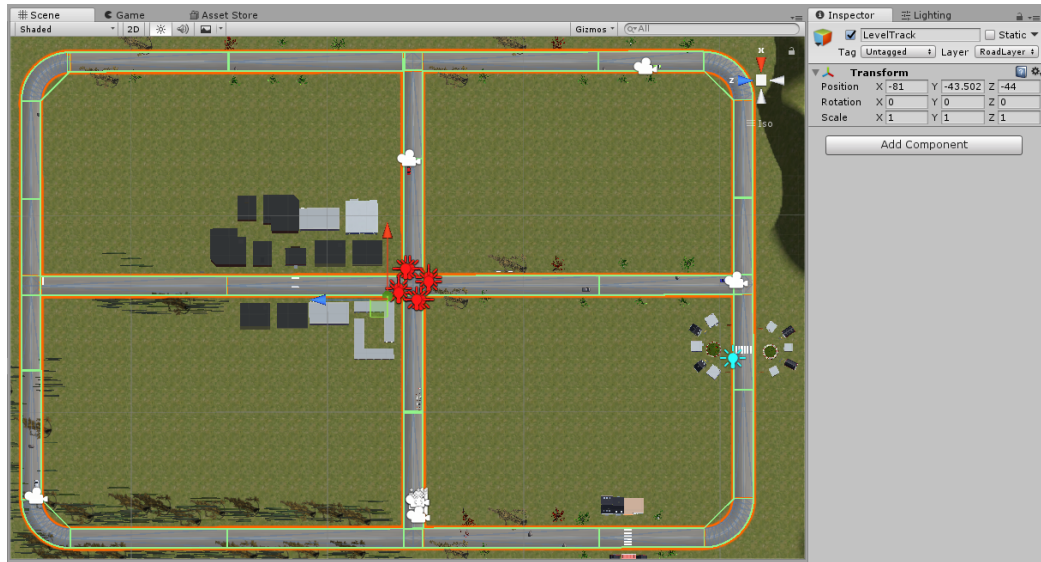 Scene Game Asset Store
Shaded 2D Gizmos All
x
z
Iso
Inspector Lighting
LevelTrack Static
Tag Untagged Layer RoadLayer
Transform
Position X -81 Y -43.502 Z -44
Rotation X 0 Y 0 Z 0
Scale X 1 Y 1 Z 1
Add Component